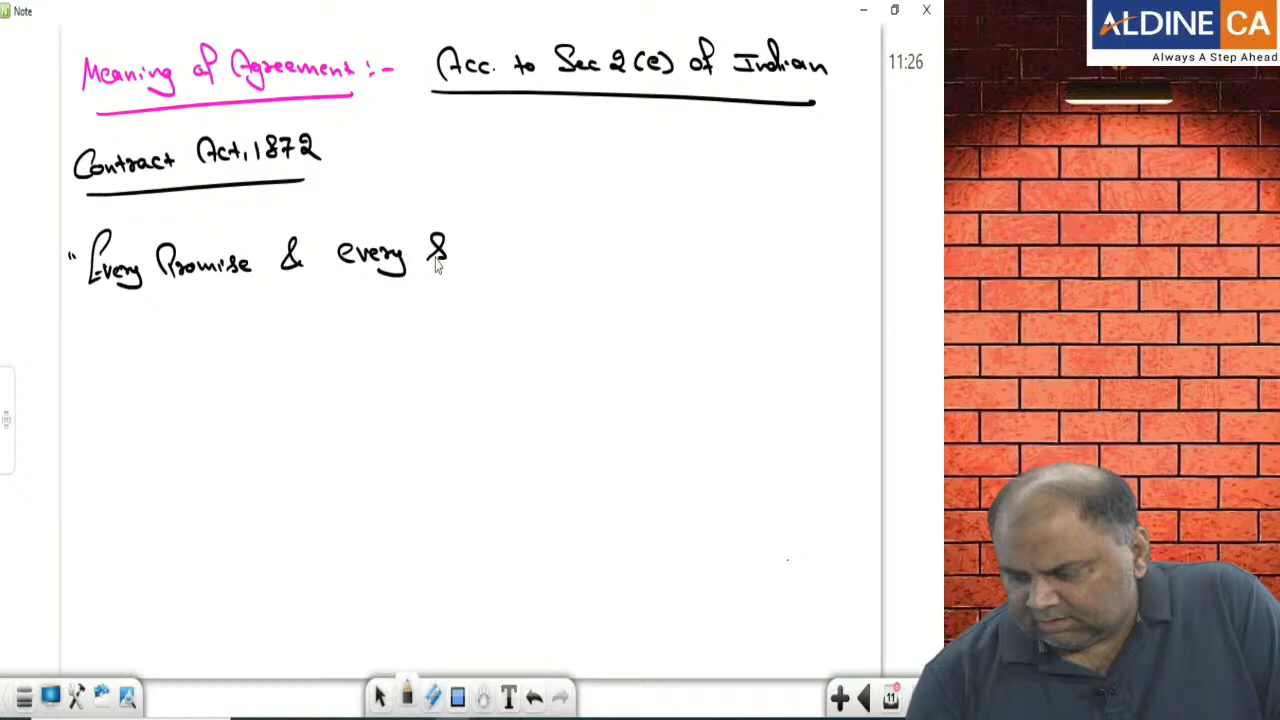 Note
ALDINE CA
Always A Step Ahead
11:26
Meaning of Agreement :- Acc. to Sec 2(e) of Indian
Contract Act, 1872
"Every Promise & every S
T
11